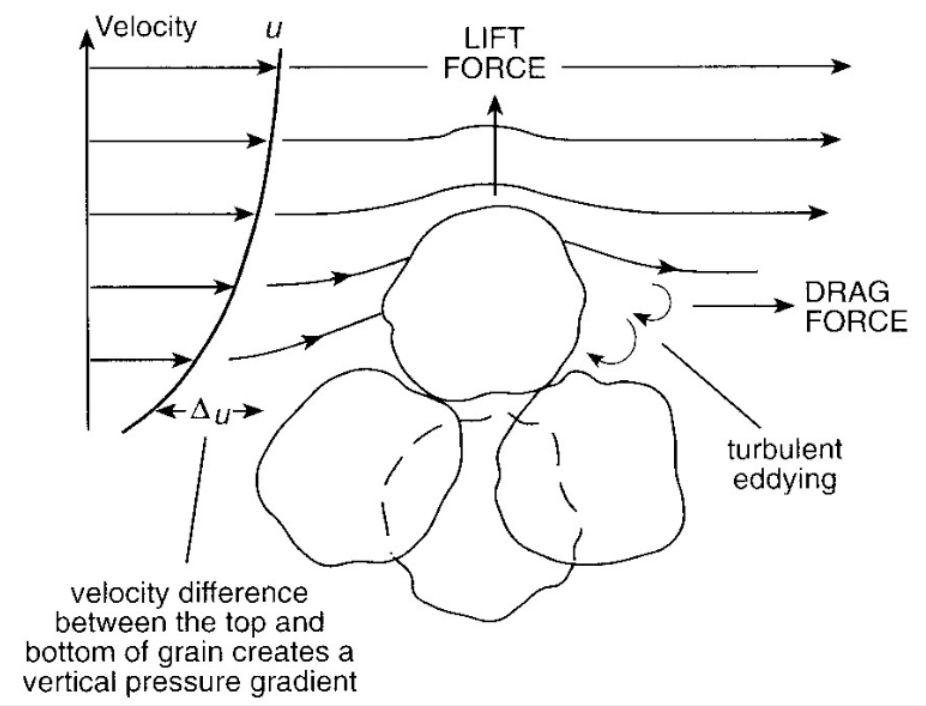 Velocity
u
LIFT
FORCE
DRAG
FORCE
Δu
turbulent
eddying
velocity difference
between the top and
bottom of grain creates a
vertical pressure gradient